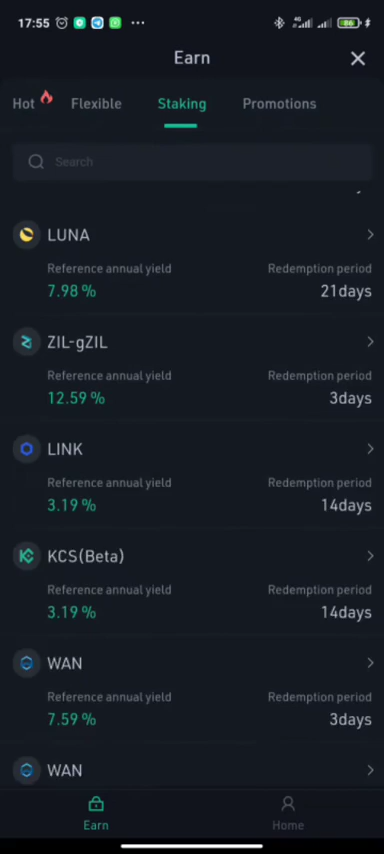 17:55
4G
86
Earn
Hot Flexible Staking Promotions
Search
LUNA
Reference annual yield Redemption period
7.98 % 21days
ZIL-gZIL
Reference annual yield Redemption period
12.59 % 3days
LINK
Reference annual yield Redemption period
3.19 % 14days
KCS(Beta)
Reference annual yield Redemption period
3.19 % 14days
WAN
Reference annual yield Redemption period
7.59 % 3days
WAN
Earn Home